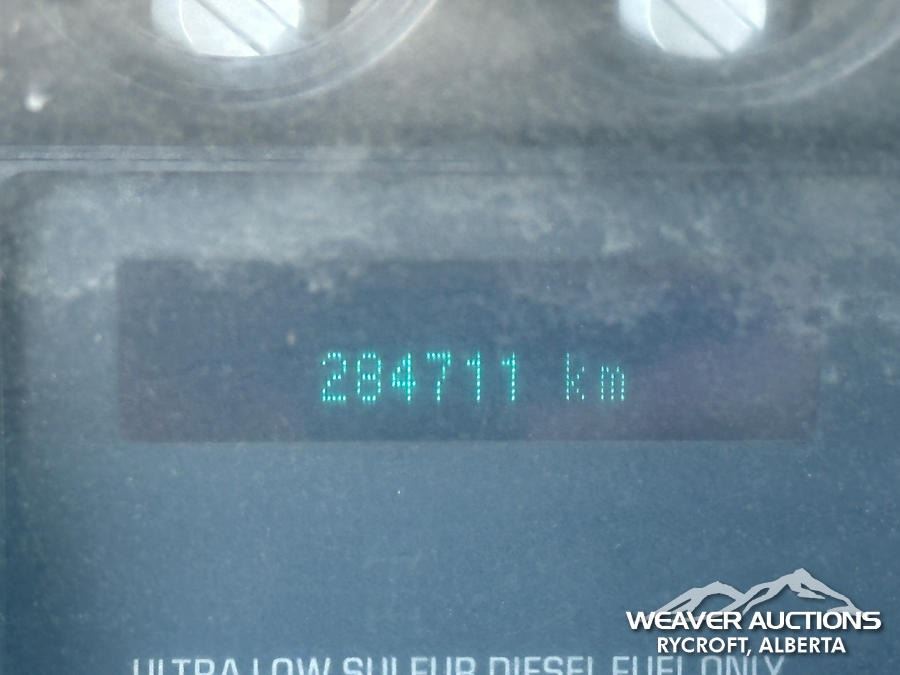 284711 km
WEAVER AUCTIONS
RYCROFT, ALBERTA
ULTRA LOW SULFUR DIESEL FUEL ONLY